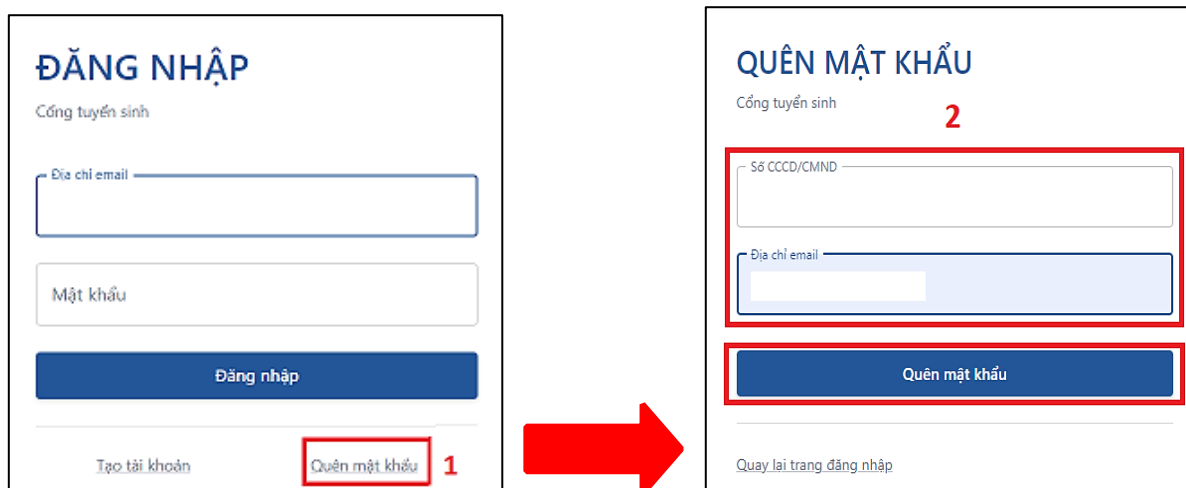 ĐĂNG NHẬP
Cổng tuyển sinh
Địa chỉ email
Mật khẩu
Đăng nhập
Tạo tài khoản
Quên mật khẩu
1
QUÊN MẬT KHẨU
Cổng tuyển sinh
2
Số CCCD/CMND
Địa chỉ email
Quên mật khẩu
Quay lại trang đăng nhập